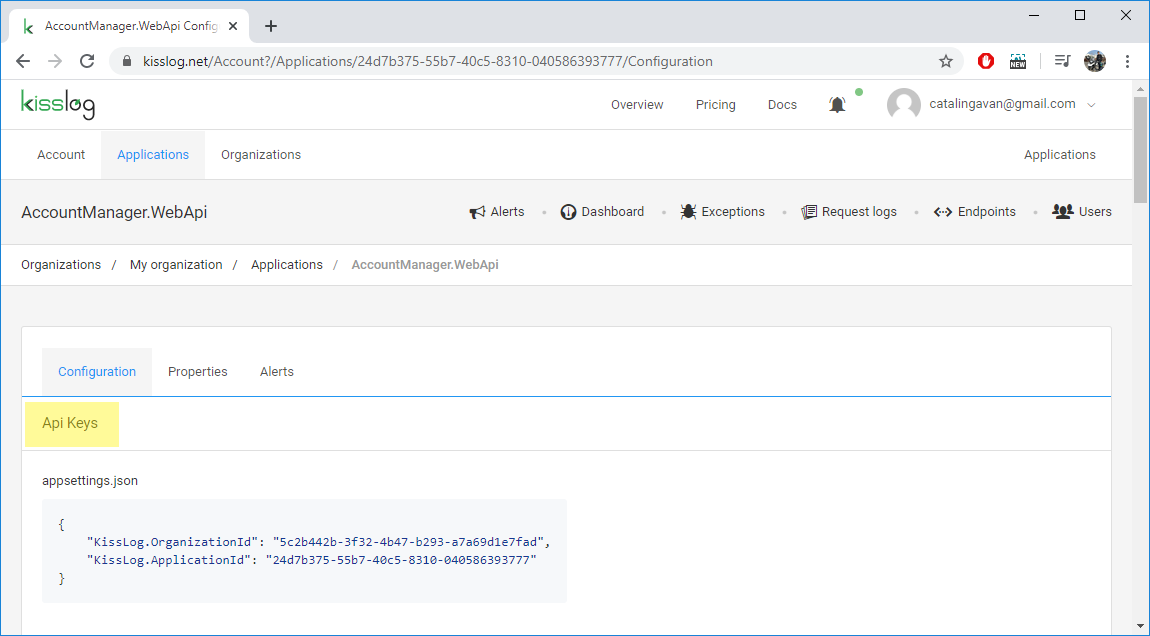 AccountManager.WebApi Config
kisslog.net/Account?/Applications/24d7b375-55b7-40c5-8310-040586393777/Configuration
NEW
kisslog
Overview Pricing Docs catalingavan@gmail.com
Account Applications Organizations Applications
AccountManager.WebApi Alerts Dashboard Exceptions Request logs Endpoints Users
Organizations / My organization / Applications / AccountManager.WebApi
Configuration Properties Alerts
Api Keys
appsettings.json
{
"KissLog.OrganizationId": "5c2b442b-3f32-4b47-b293-a7a69d1e7fad",
"KissLog.ApplicationId": "24d7b375-55b7-40c5-8310-040586393777"
}